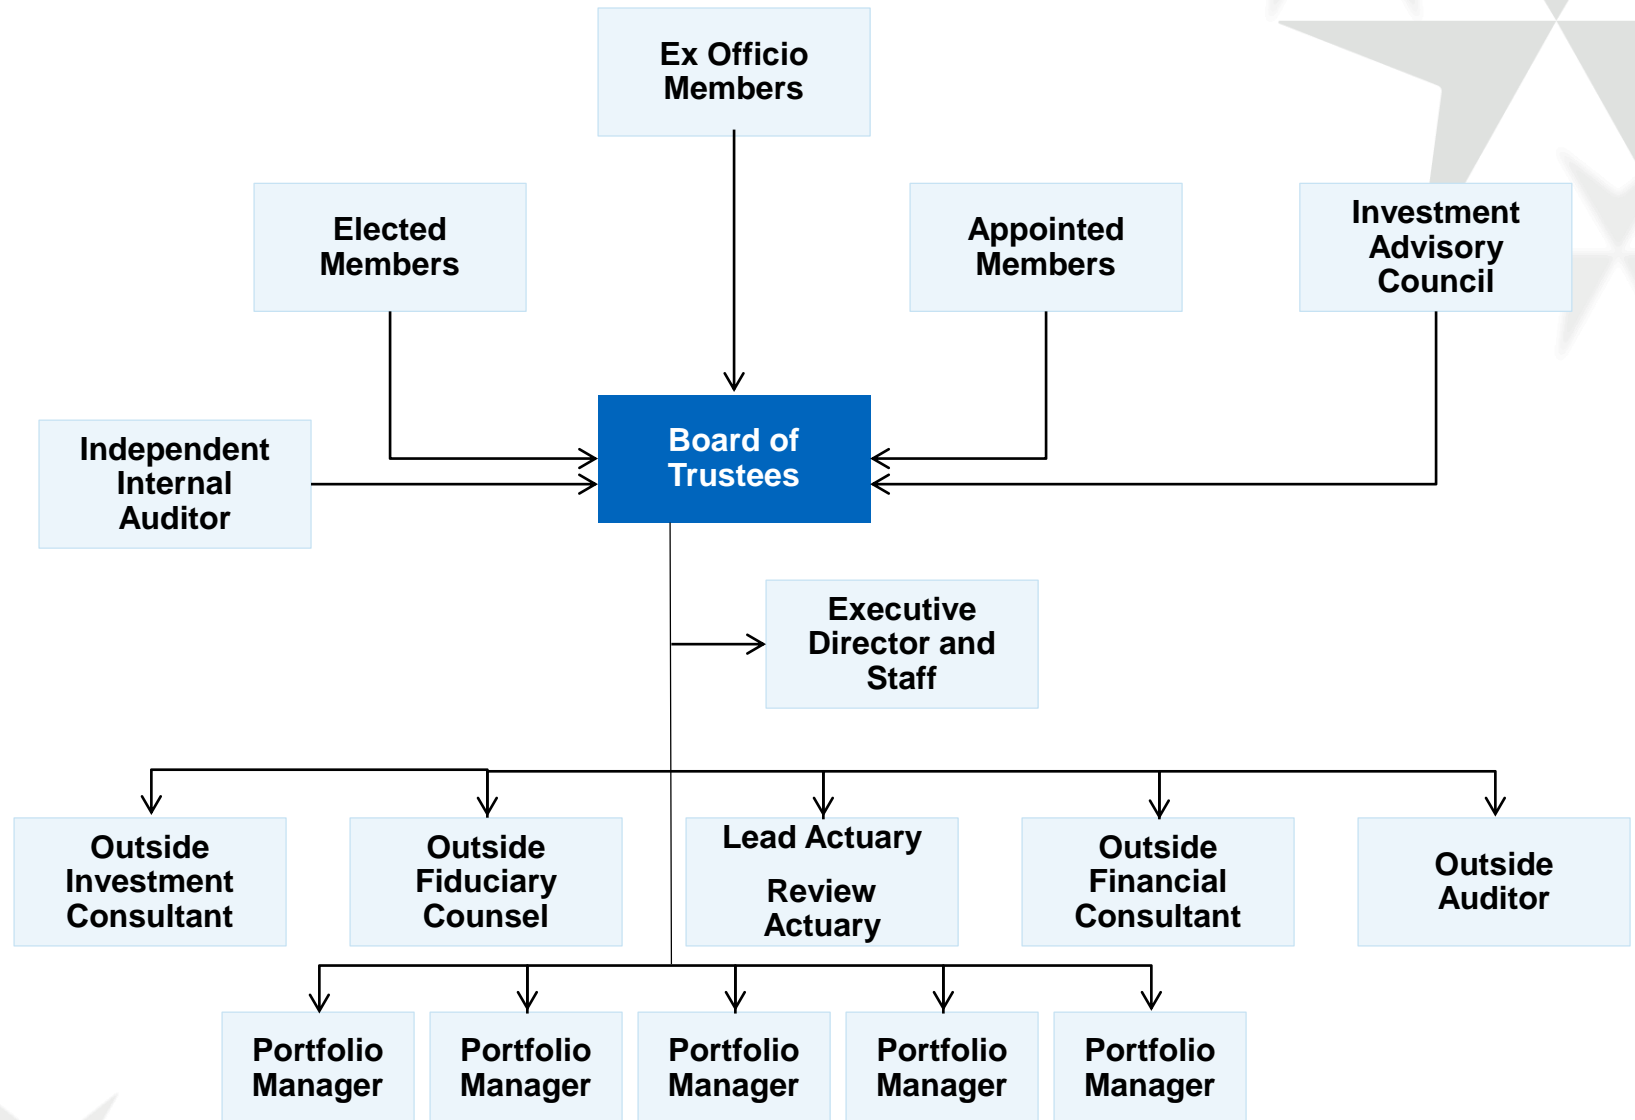 Ex Officio
Members
Elected
Members
Appointed
Members
Investment
Advisory
Council
Independent
Internal
Auditor
Board of
Trustees
Executive
Director and
Staff
Outside
Investment
Consultant
Outside
Fiduciary
Counsel
Lead Actuary
Review
Actuary
Outside
Financial
Consultant
Outside
Auditor
Portfolio
Manager
Portfolio
Manager
Portfolio
Manager
Portfolio
Manager
Portfolio
Manager